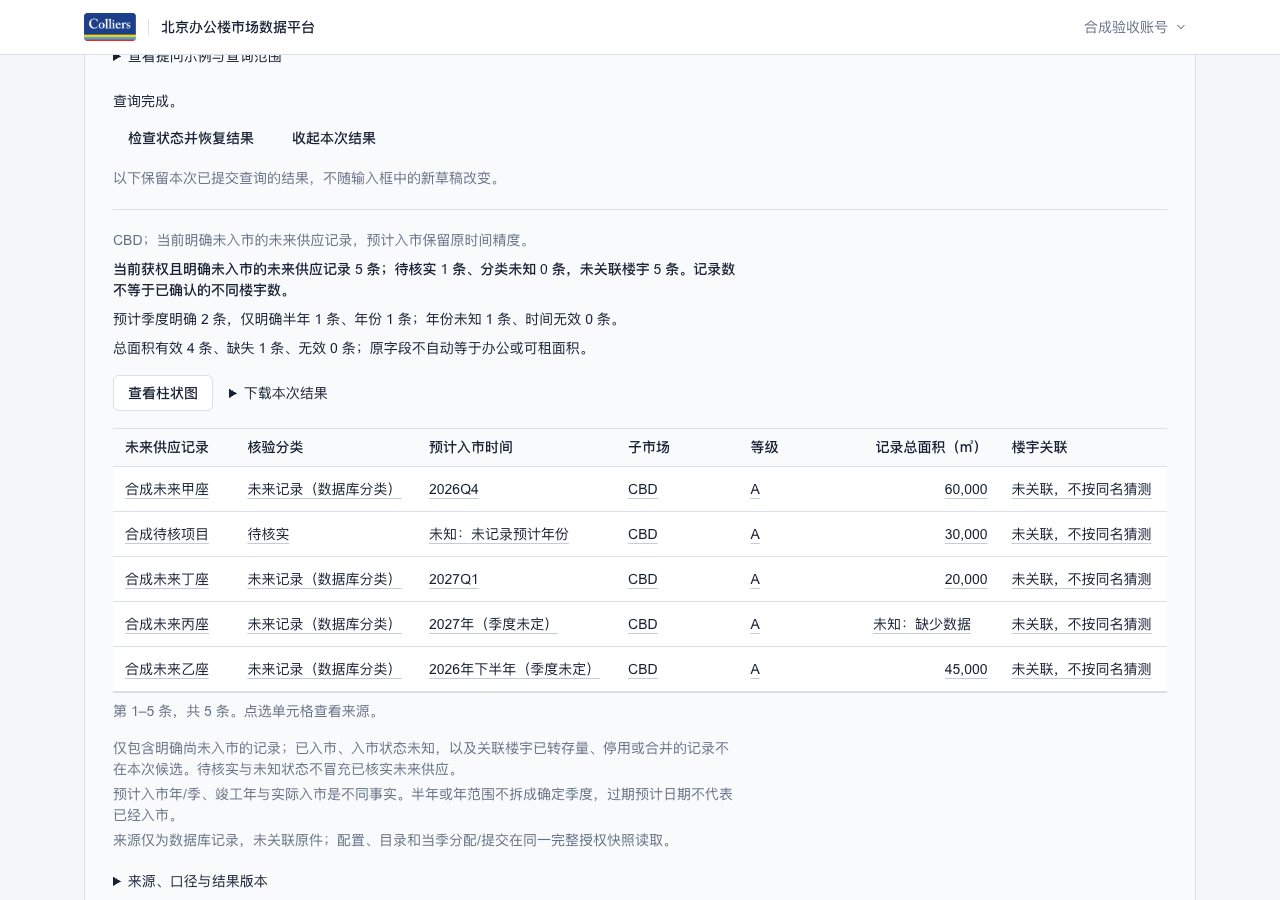 Colliers 北京办公楼市场数据平台 合成验收账号
查看提问示例与查询范围
查询完成。
检查状态并恢复结果 收起本次结果
以下保留本次已提交查询的结果，不随输入框中的新草稿改变。
CBD；当前明确未入市的未来供应记录，预计入市保留原时间精度。
当前获权且明确未入市的未来供应记录 5 条；待核实 1 条、分类未知 0 条，未关联楼宇 5 条。记录数
不等于已确认的不同楼宇数。
预计季度明确 2 条，仅明确半年 1 条、年份 1 条；年份未知 1 条、时间无效 0 条。
总面积有效 4 条、缺失 1 条、无效 0 条；原字段不自动等于办公或可租面积。
查看柱状图 下载本次结果
未来供应记录 核验分类 预计入市时间 子市场 等级 记录总面积（㎡） 楼宇关联
合成未来甲座 未来记录（数据库分类） 2026Q4 CBD A 60,000 未关联，不按同名猜测
合成待核项目 待核实 未知：未记录预计年份 CBD A 30,000 未关联，不按同名猜测
合成未来丁座 未来记录（数据库分类） 2027Q1 CBD A 20,000 未关联，不按同名猜测
合成未来丙座 未来记录（数据库分类） 2027年（季度未定） CBD A 未知：缺少数据 未关联，不按同名猜测
合成未来乙座 未来记录（数据库分类） 2026年下半年（季度未定） CBD A 45,000 未关联，不按同名猜测
第 1–5 条，共 5 条。点选单元格查看来源。
仅包含明确尚未入市的记录；已入市、入市状态未知，以及关联楼宇已转存量、停用或合并的记录不
在本次候选。待核实与未知状态不冒充已核实未来供应。
预计入市年/季、竣工年与实际入市是不同事实。半年或年范围不拆成确定季度，过期预计日期不代表
已经入市。
来源仅为数据库记录，未关联原件；配置、目录和当季分配/提交在同一完整授权快照读取。
来源、口径与结果版本